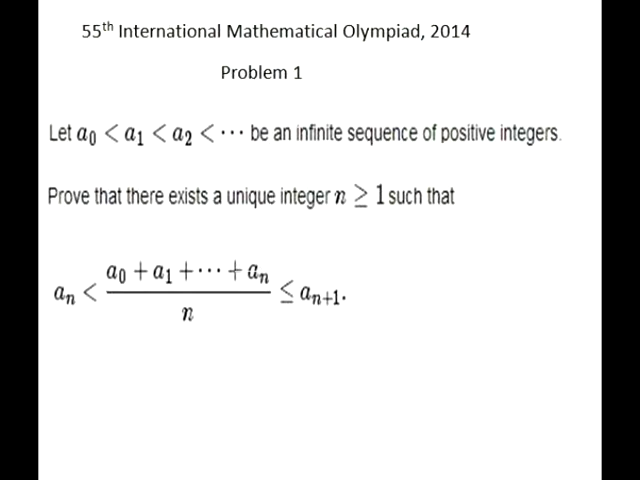 55th International Mathematical Olympiad, 2014
Problem 1
Let a₀ < a₁ < a₂ < ⋯ be an infinite sequence of positive integers.
Prove that there exists a unique integer n ≥ 1 such that
aₙ < (a₀ + a₁ + ⋯ + aₙ) / n ≤ aₙ₊₁.